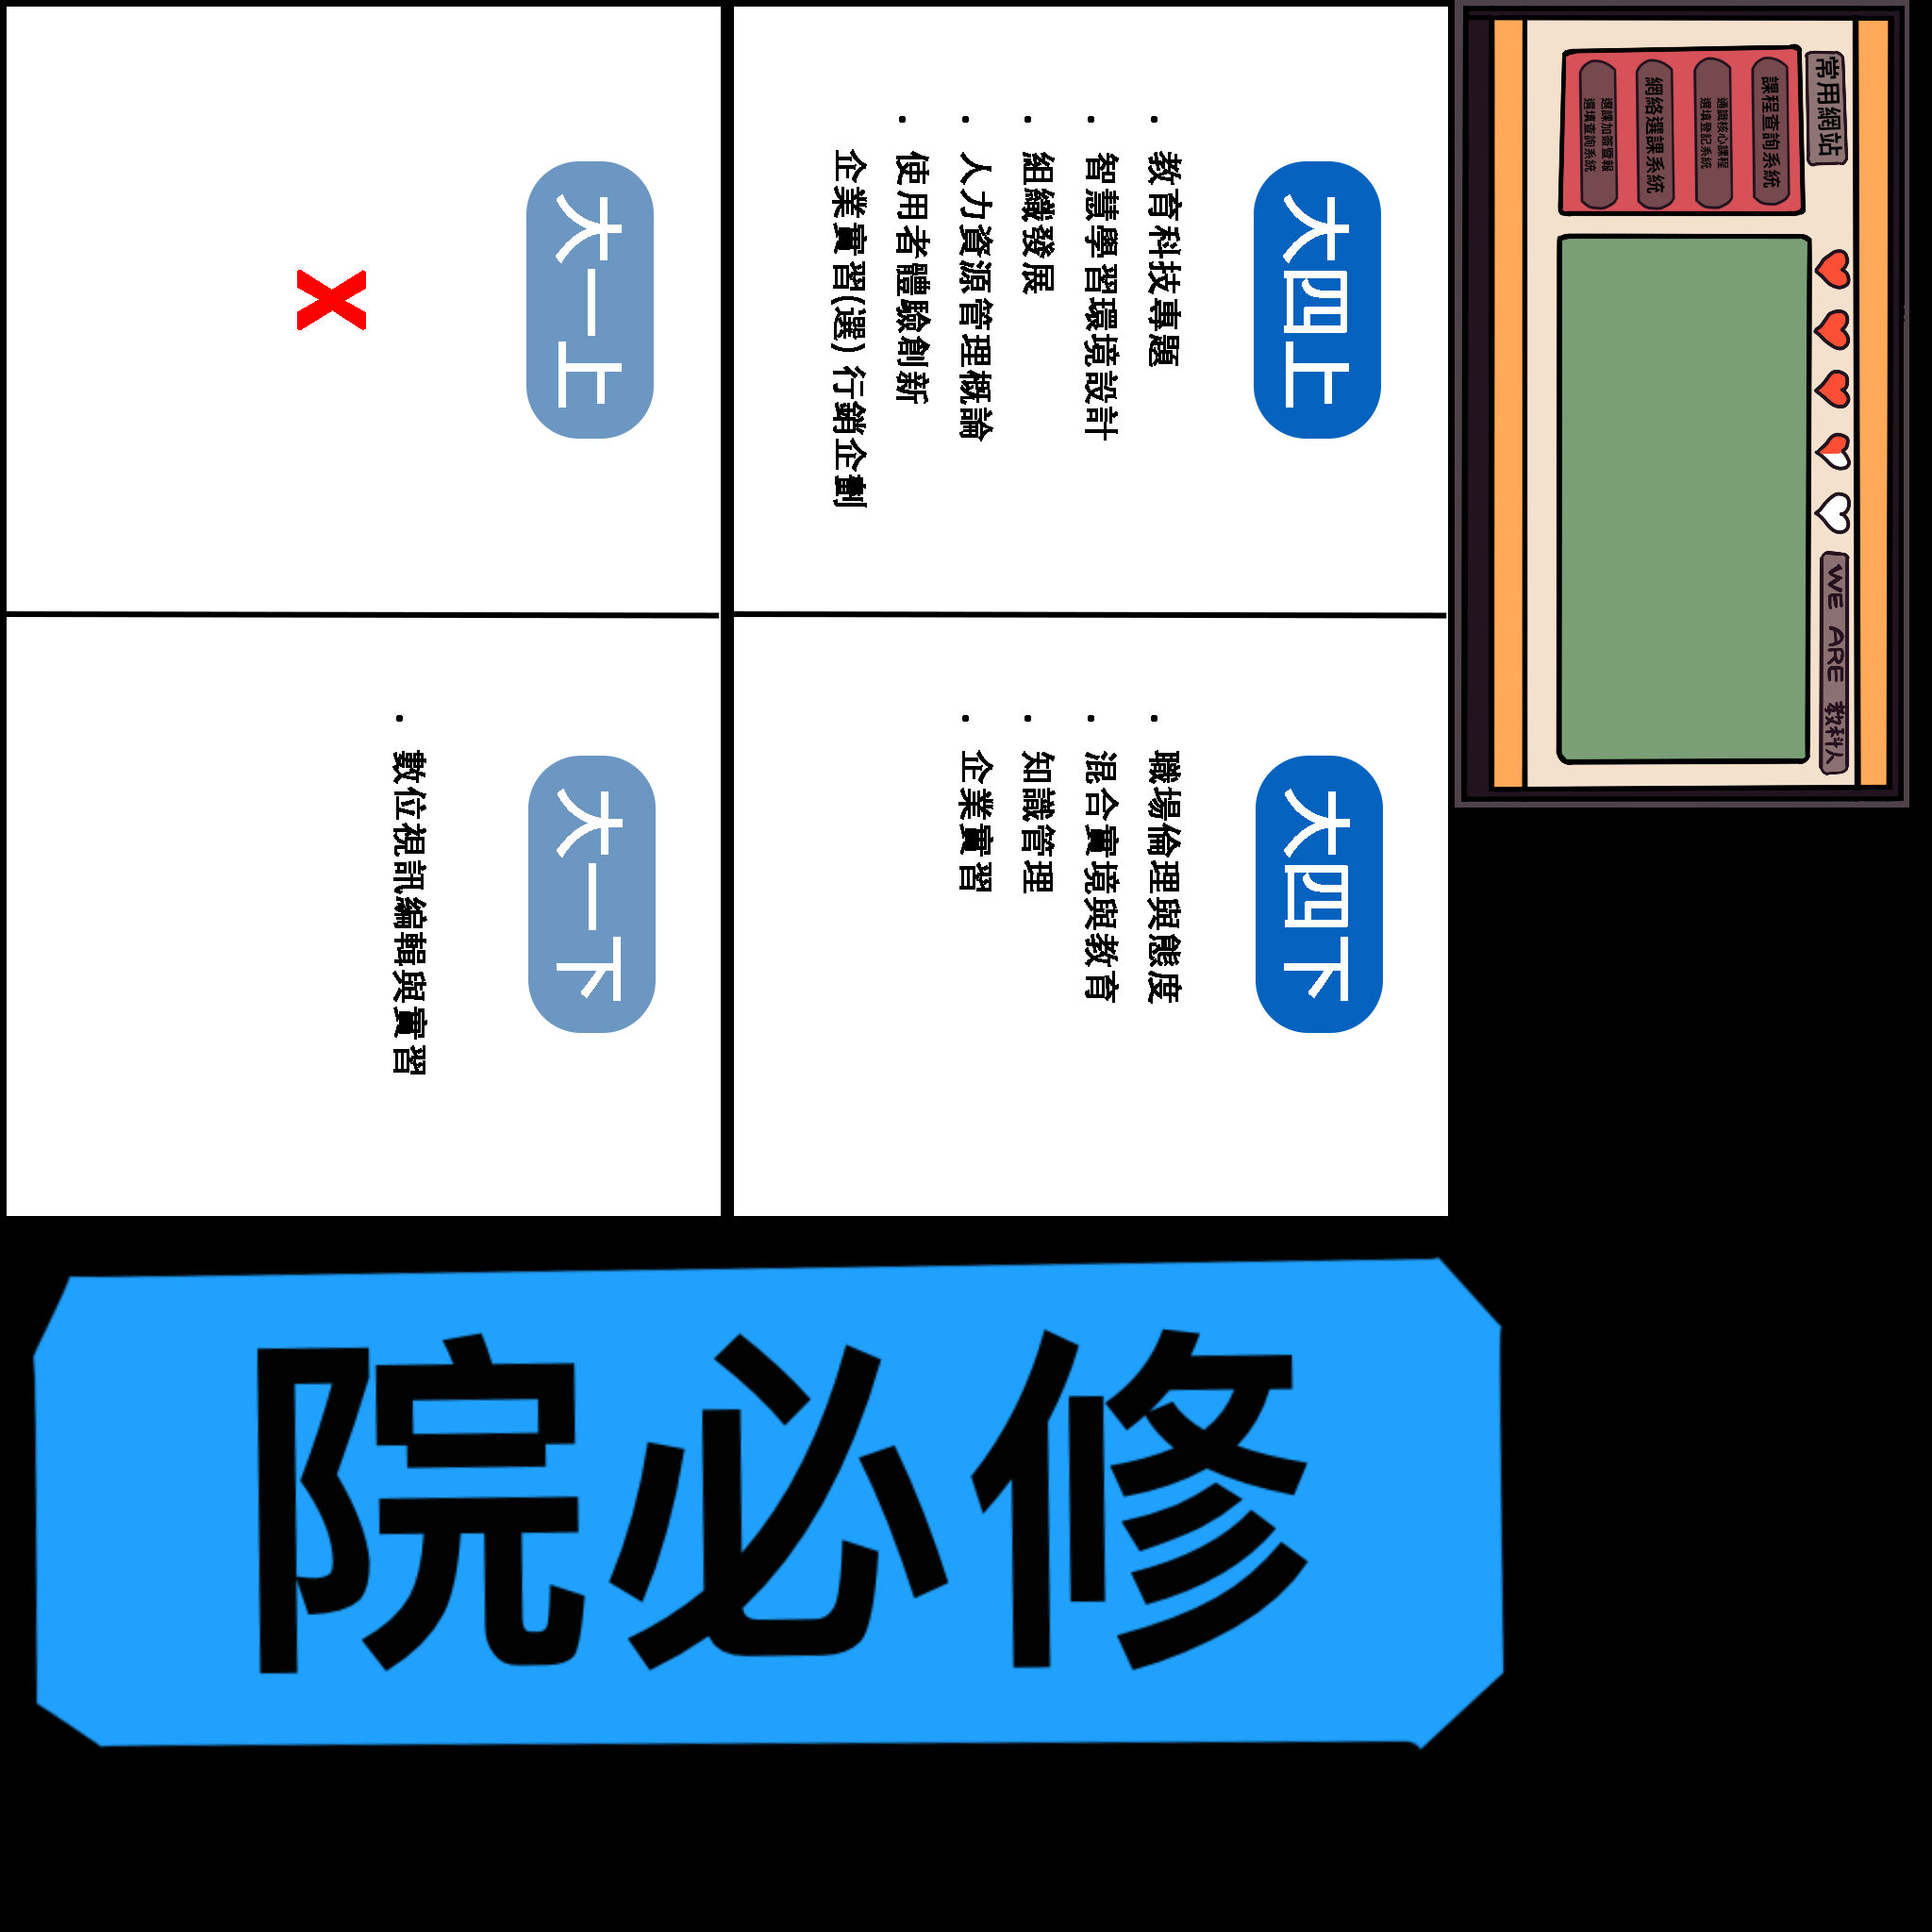 大一上
X
大一下
· 數位視訊編輯與實習
大四上
· 教育科技專題
· 智慧學習環境設計
· 組織發展
· 人力資源管理概論
· 使用者體驗創新
企業實習(選) 行銷企劃
大四下
· 職場倫理與態度
· 混合實境與教育
· 知識管理
· 企業實習
常用網站
WE ARE 教科人
課程查詢系統
通識核心課程
選填登記系統
網絡選課系統
選課加簽暨報
選填查詢系統
院必修